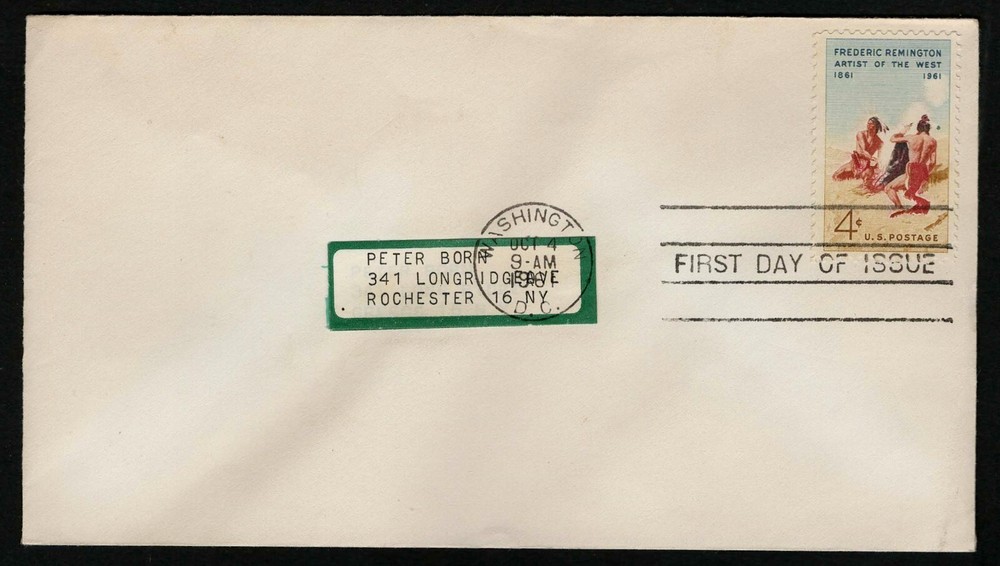 FREDERIC REMINGTON
ARTIST OF THE WEST
1861 1961
4¢ U.S. POSTAGE
WASHINGTON
OCT 4
9-AM
1961
D.C.
FIRST DAY OF ISSUE
PETER BORN
341 LONGRIDGE AVE
ROCHESTER 16 NY